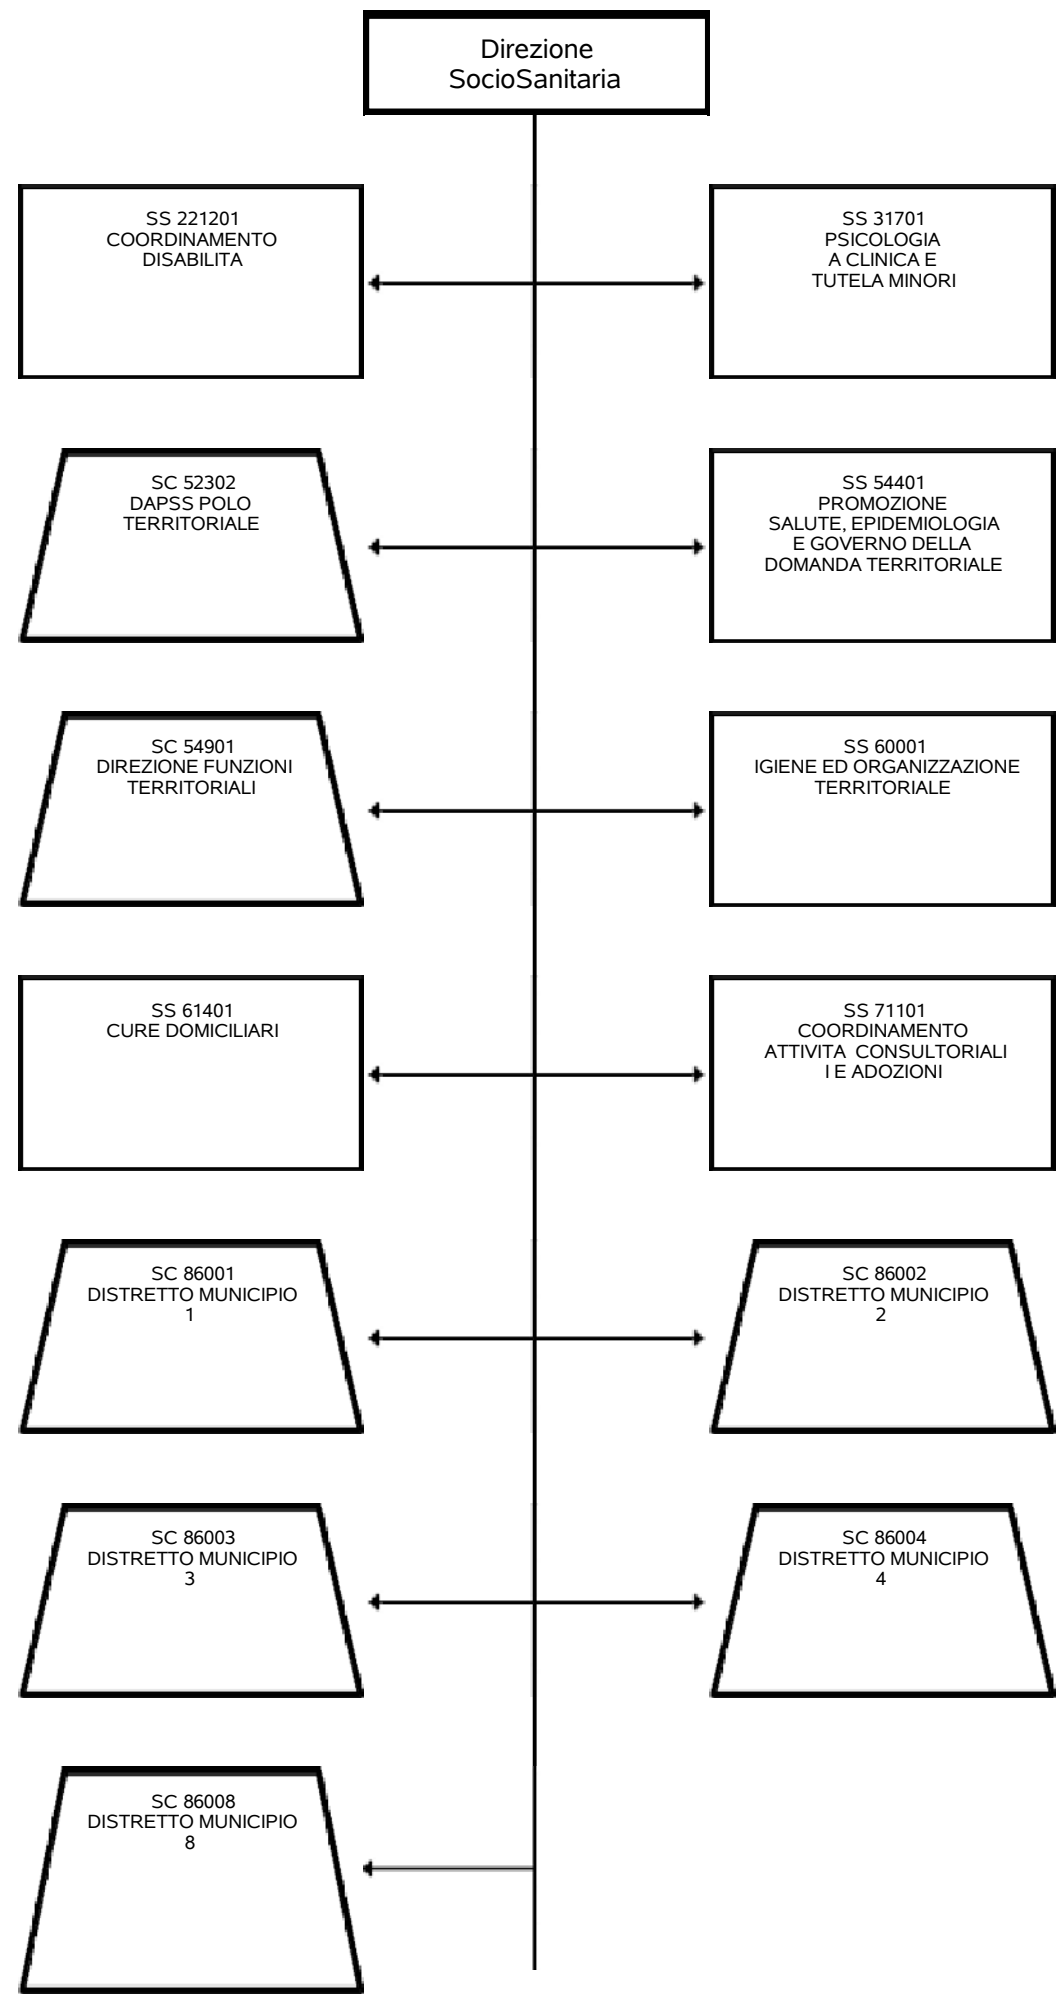 Direzione
SocioSanitaria
SS 221201
COORDINAMENTO
DISABILITA
SS 31701
PSICOLOGIA
A CLINICA E
TUTELA MINORI
SC 52302
DAPSS POLO
TERRITORIALE
SS 54401
PROMOZIONE
SALUTE, EPIDEMIOLOGIA
E GOVERNO DELLA
DOMANDA TERRITORIALE
SC 54901
DIREZIONE FUNZIONI
TERRITORIALI
SS 60001
IGIENE ED ORGANIZZAZIONE
TERRITORIALE
SS 61401
CURE DOMICILIARI
SS 71101
COORDINAMENTO
ATTIVITA CONSULTORIALI
I E ADOZIONI
SC 86001
DISTRETTO MUNICIPIO
1
SC 86002
DISTRETTO MUNICIPIO
2
SC 86003
DISTRETTO MUNICIPIO
3
SC 86004
DISTRETTO MUNICIPIO
4
SC 86008
DISTRETTO MUNICIPIO
8